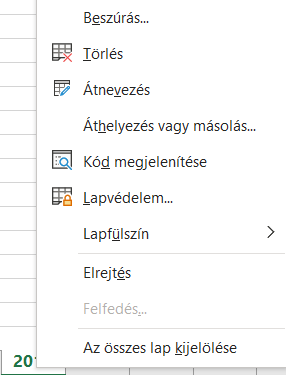 Beszúrás...
Törlés
Átnevezés
Áthelyezés vagy másolás...
Kód megjelenítése
Lapvédelem...
Lapfülszín
Elrejtés
Felfedés...
Az összes lap kijelölése